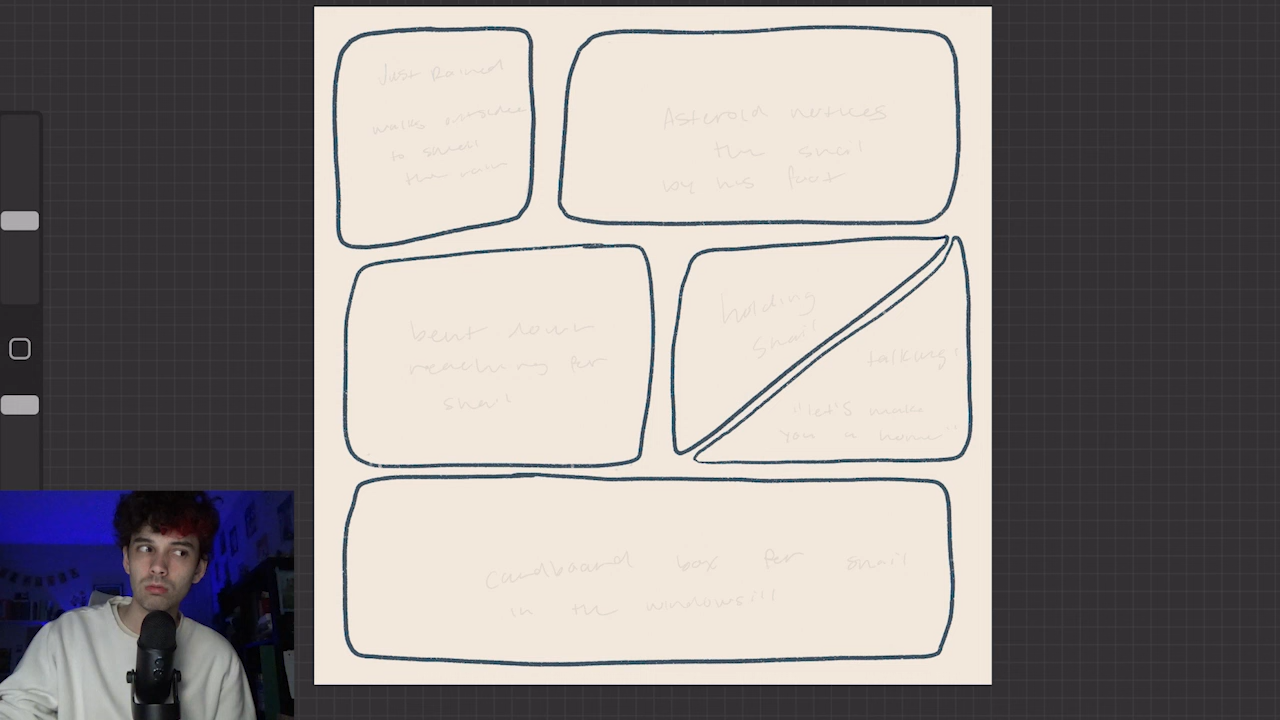 Just Rained
walks outside
to smell
the rain
Asteroid notices
the snail
by his foot
bent down
reaching for
snail
holding
snail
talking:
"let's make
you a home"
Cardboard box for snail
in the windowsill